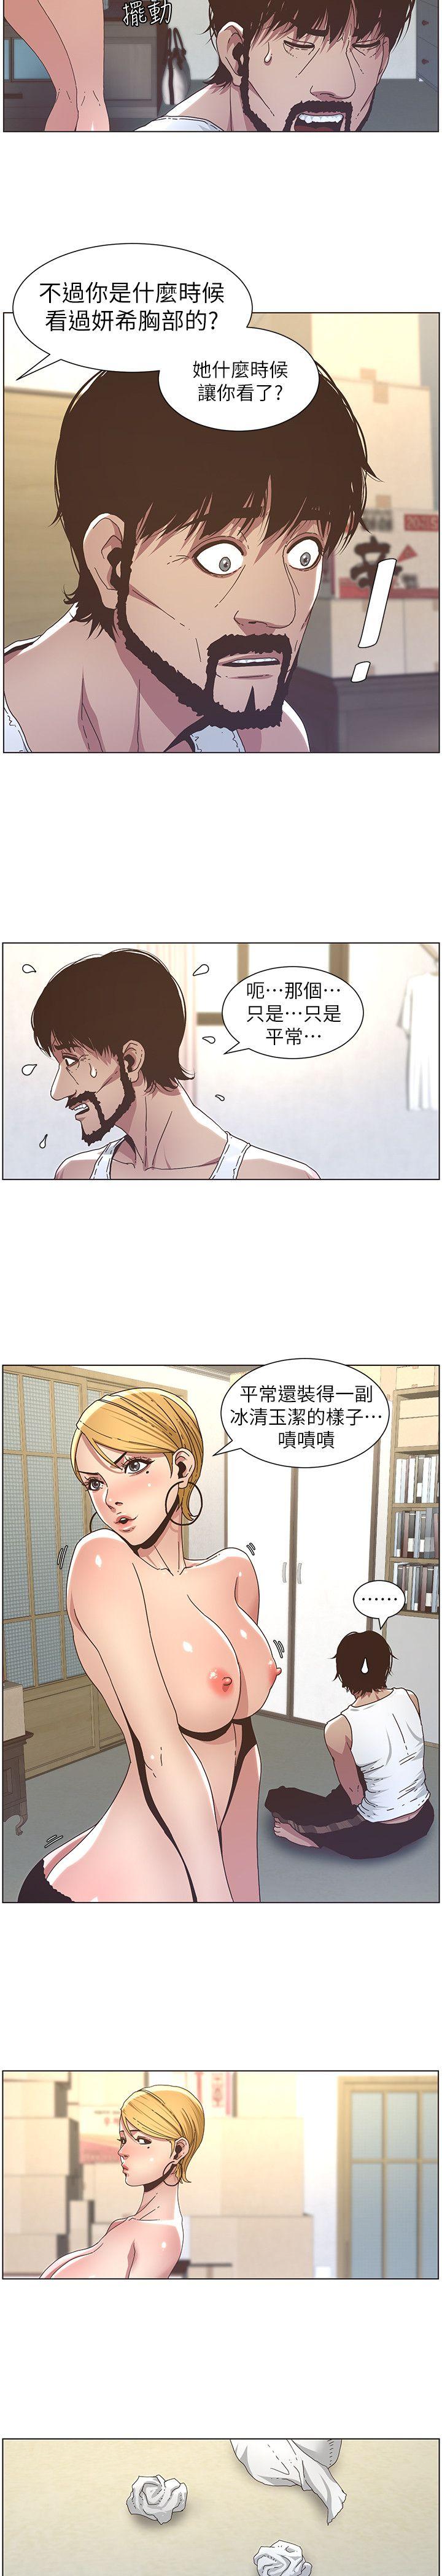 擺動
不過你是什麼時候
看過妍希胸部的?
她什麼時候
讓你看了?
呃⋯那個⋯
只是⋯只是
平常⋯
平常還裝得一副
冰清玉潔的樣子⋯
嘖嘖嘖
⋯⋯